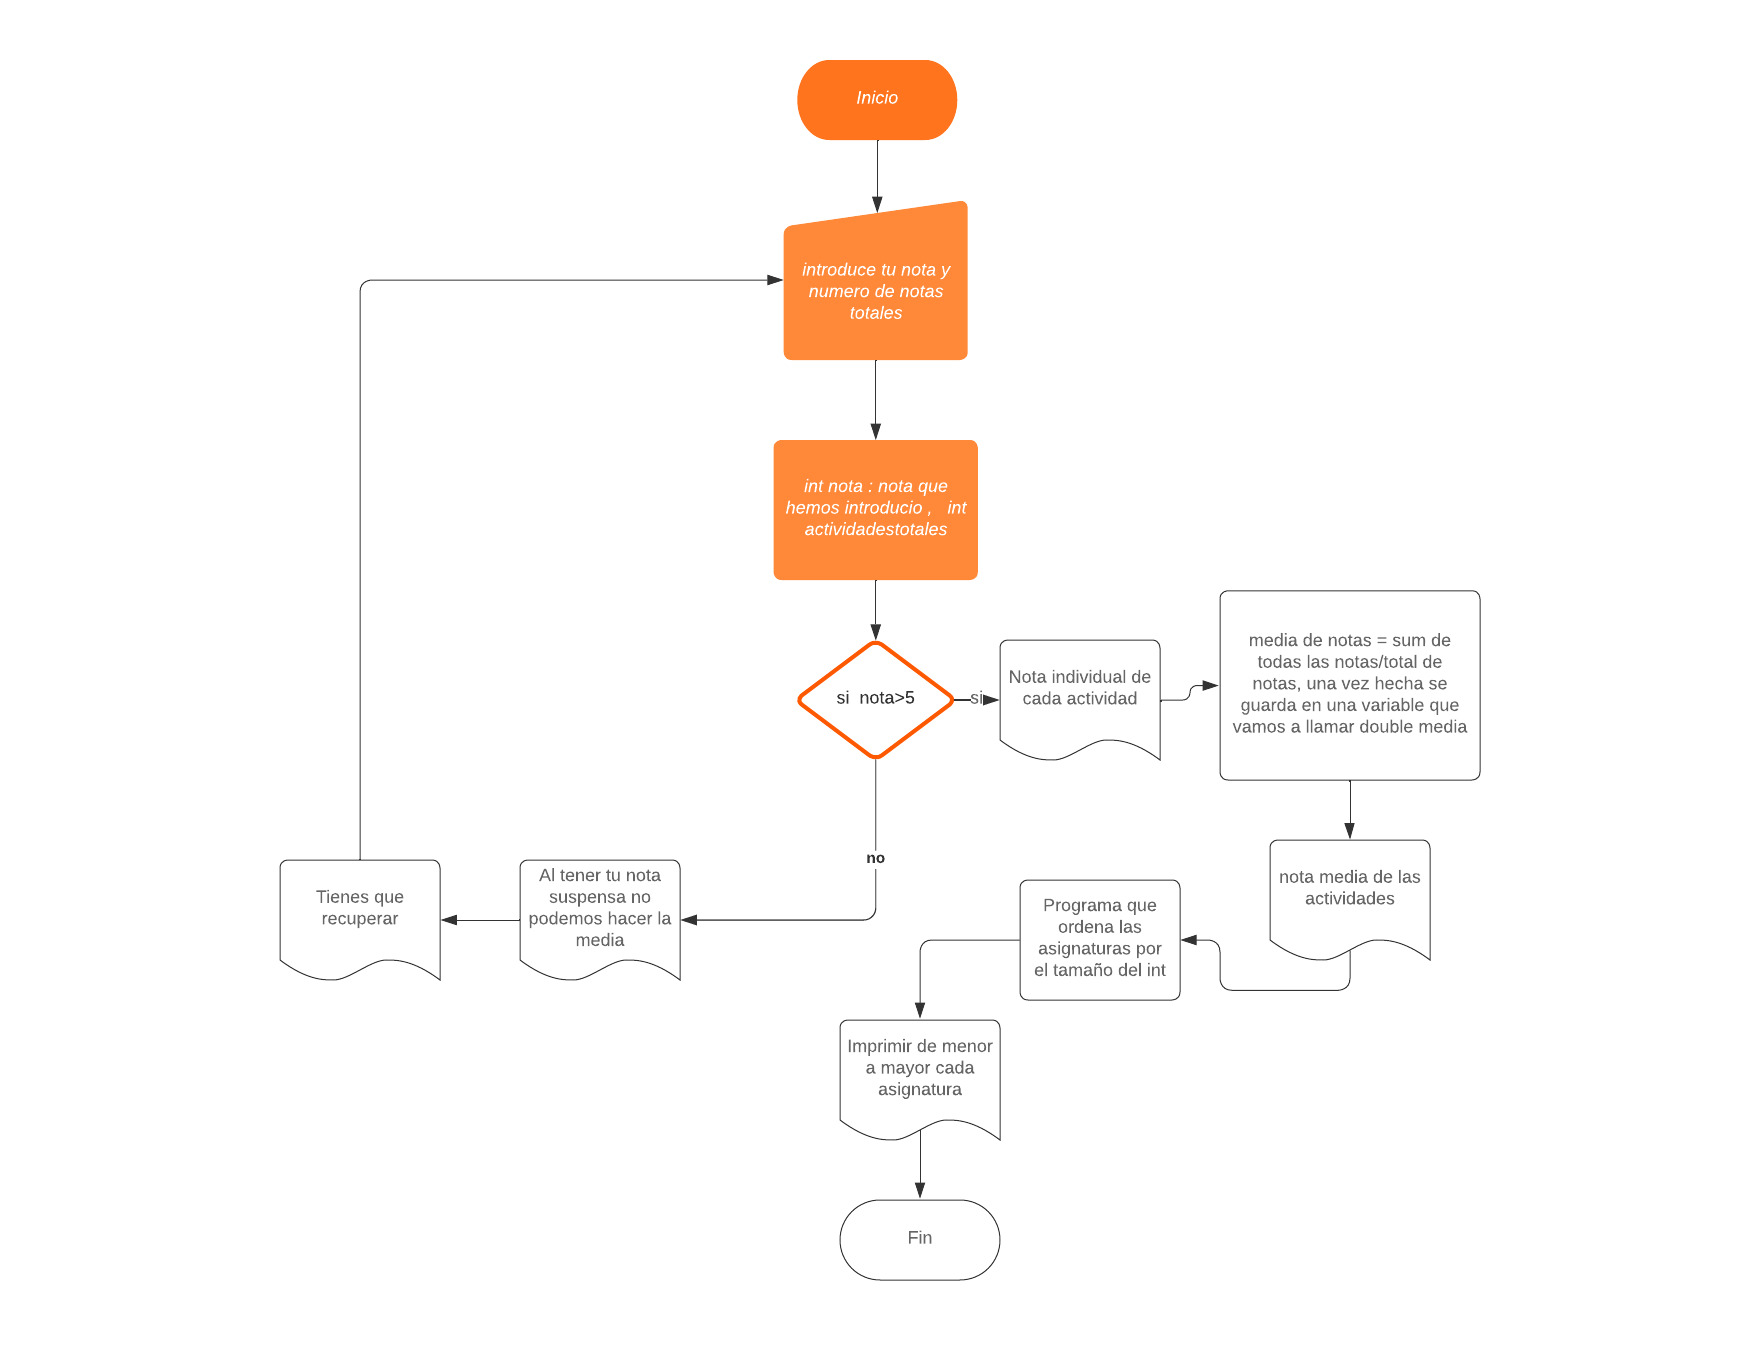 Inicio
introduce tu nota y
numero de notas
totales
int nota : nota que
hemos introducio ,   int
actividadestotales
si  nota>5
si
Nota individual de
cada actividad
media de notas = sum de
todas las notas/total de
notas, una vez hecha se
guarda en una variable que
vamos a llamar double media
no
nota media de las
actividades
Programa que
ordena las
asignaturas por
el tamaño del int
Al tener tu nota
suspensa no
podemos hacer la
media
Tienes que
recuperar
Imprimir de menor
a mayor cada
asignatura
Fin